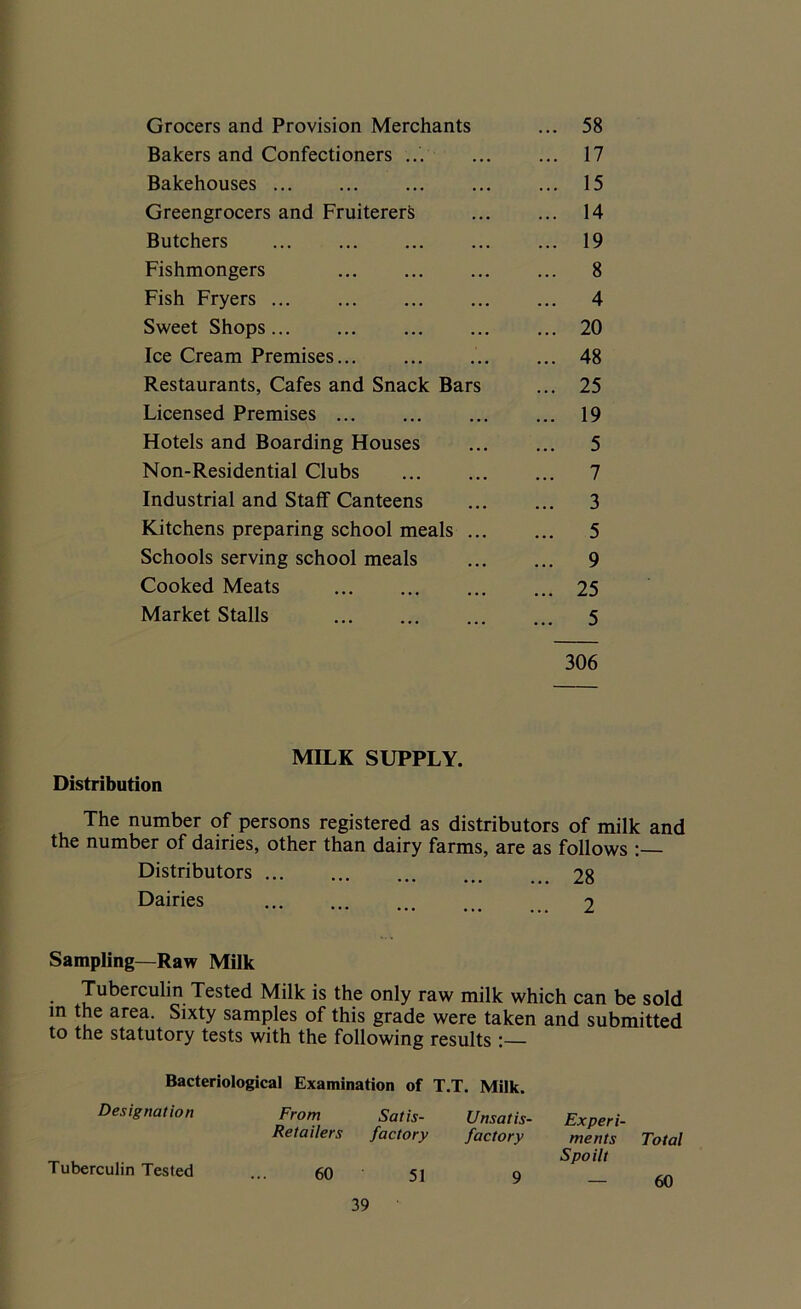 Grocers and Provision Merchants ... 58
Bakers and Confectioners ... ... ... 17
Bakehouses ... ... ... ... ... 15
Greengrocers and Fruiterers ... ... 14
Butchers ... ... ... ... ... 19
Fishmongers ... ... ... ... 8
Fish Fryers ... ... ... ... ... 4
Sweet Shops ... ... ... ... ... 20
Ice Cream Premises... ... ... ... 48
Restaurants, Cafes and Snack Bars ... 25
Licensed Premises ... ... ... ... 19
Hotels and Boarding Houses ... ... 5
Non-Residential Clubs ... ... ... 7
Industrial and Staff Canteens ... ... 3
Kitchens preparing school meals ... ... 5
Schools serving school meals ... ... 9
Cooked Meats ... ... ... ... 25
Market Stalls ... ... ... ... 5
306
MILK SUPPLY.
Distribution
The number of persons registered as distributors of milk and
the number of dairies, other than dairy farms, are as follows :—
Distributors ... ... ... ... ... 28
Dairies ... ... ... ... ... 2
Sampling—Raw Milk
Tuberculin Tested Milk is the only raw milk which can be sold
in the area. Sixty samples of this grade were taken and submitted
to the statutory tests with the following results :—
Bacteriological Examination of T.T. Milk.
Designation From Satis- Unsatis- Experi-
Retailers factory factory ments Total
Spoilt
Tuberculin Tested ... 60 51 9 — 60
39